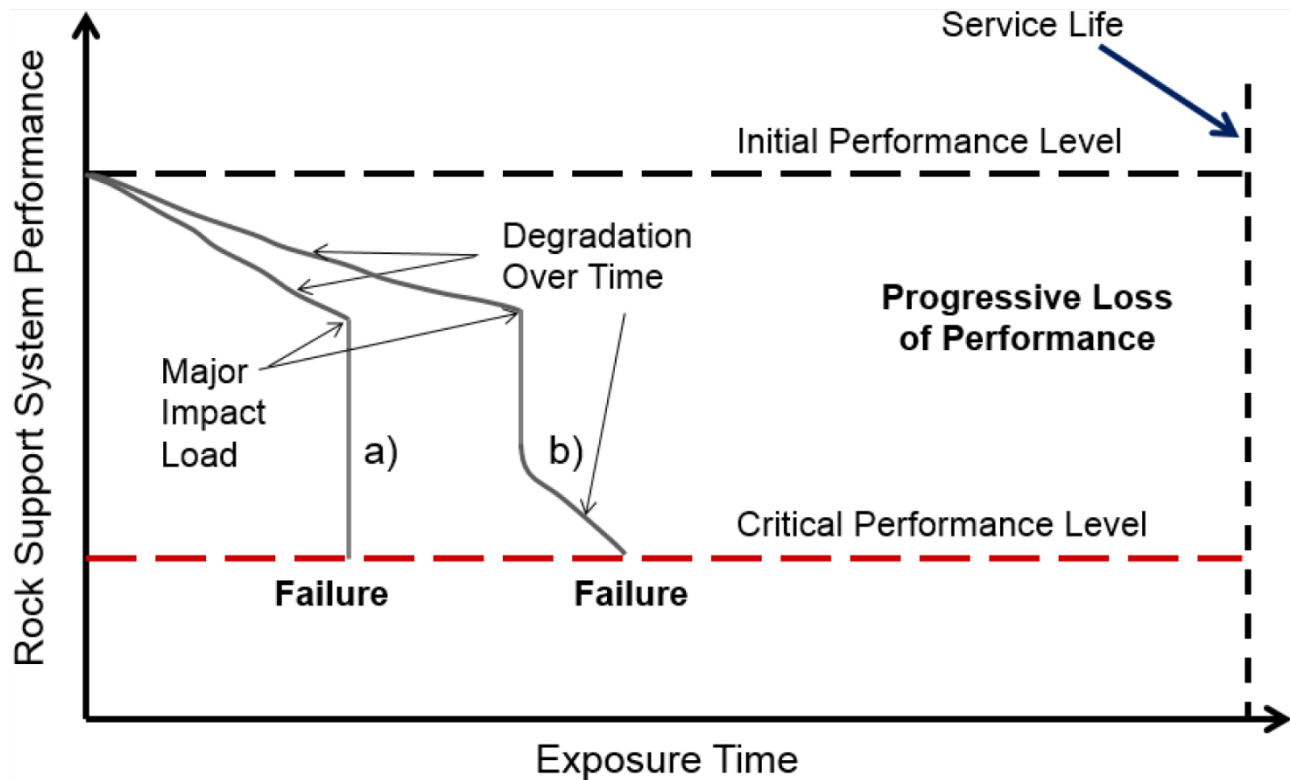 Rock Support System Performance
Service Life
Initial Performance Level
Degradation
Over Time
Progressive Loss
of Performance
Major
Impact
Load
a)
b)
Critical Performance Level
Failure
Failure
Exposure Time